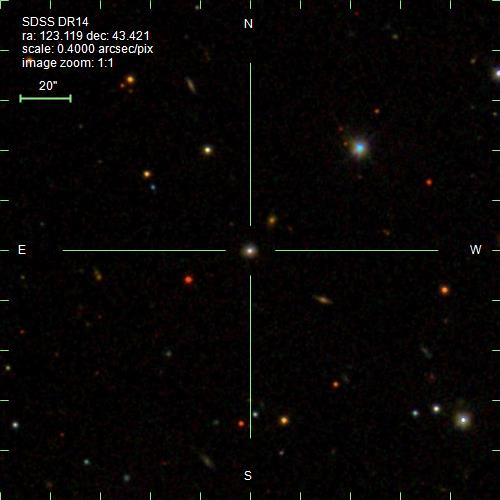 SDSS DR14
ra: 123.119 dec: 43.421
scale: 0.4000 arcsec/pix
image zoom: 1:1
20"
N
E
W
S